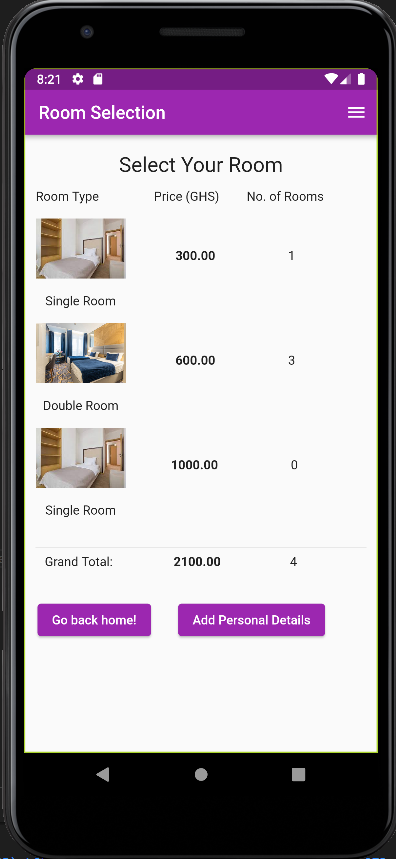 8:21
Room Selection
Select Your Room
Room Type Price (GHS) No. of Rooms
300.00 1
Single Room
600.00 3
Double Room
1000.00 0
Single Room
Grand Total: 2100.00 4
Go back home! Add Personal Details